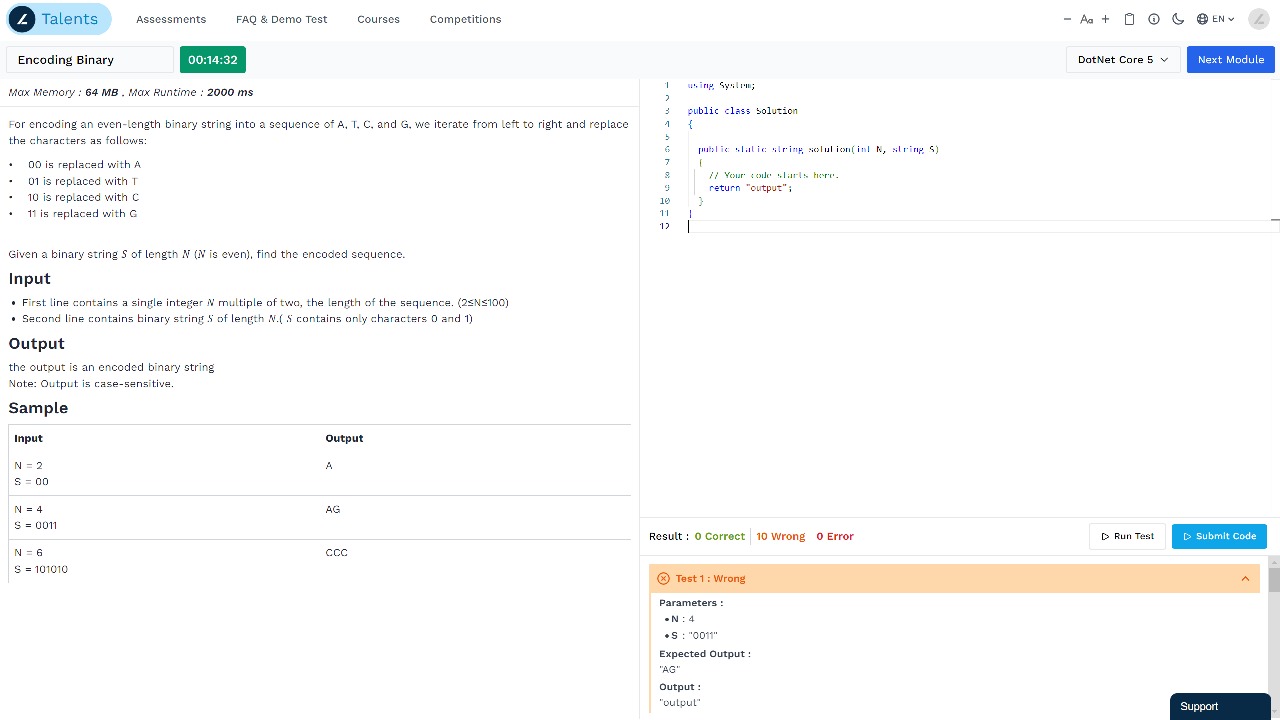 Talents
Assessments
FAQ & Demo Test
Courses
Competitions
− Aa +
EN
Encoding Binary
00:14:32
DotNet Core 5
Next Module
Max Memory : 64 MB , Max Runtime : 2000 ms
For encoding an even-length binary string into a sequence of A, T, C, and G, we iterate from left to right and replace
the characters as follows:
• 00 is replaced with A
• 01 is replaced with T
• 10 is replaced with C
• 11 is replaced with G
Given a binary string S of length N (N is even), find the encoded sequence.
Input
• First line contains a single integer N multiple of two, the length of the sequence. (2≤N≤100)
• Second line contains binary string S of length N.( S contains only characters 0 and 1)
Output
the output is an encoded binary string
Note: Output is case-sensitive.
Sample
Input Output
N = 2 A
S = 00
N = 4 AG
S = 0011
N = 6 CCC
S = 101010
1 using System;
2
3 public class Solution
4 {
5
6 public static string solution(int N, string S)
7 {
8 // Your code starts here.
9 return "output";
10 }
11 }
12
Result : 0 Correct 10 Wrong 0 Error
Run Test
Submit Code
Test 1 : Wrong
Parameters :
• N : 4
• S : "0011"
Expected Output :
"AG"
Output :
"output"
Support